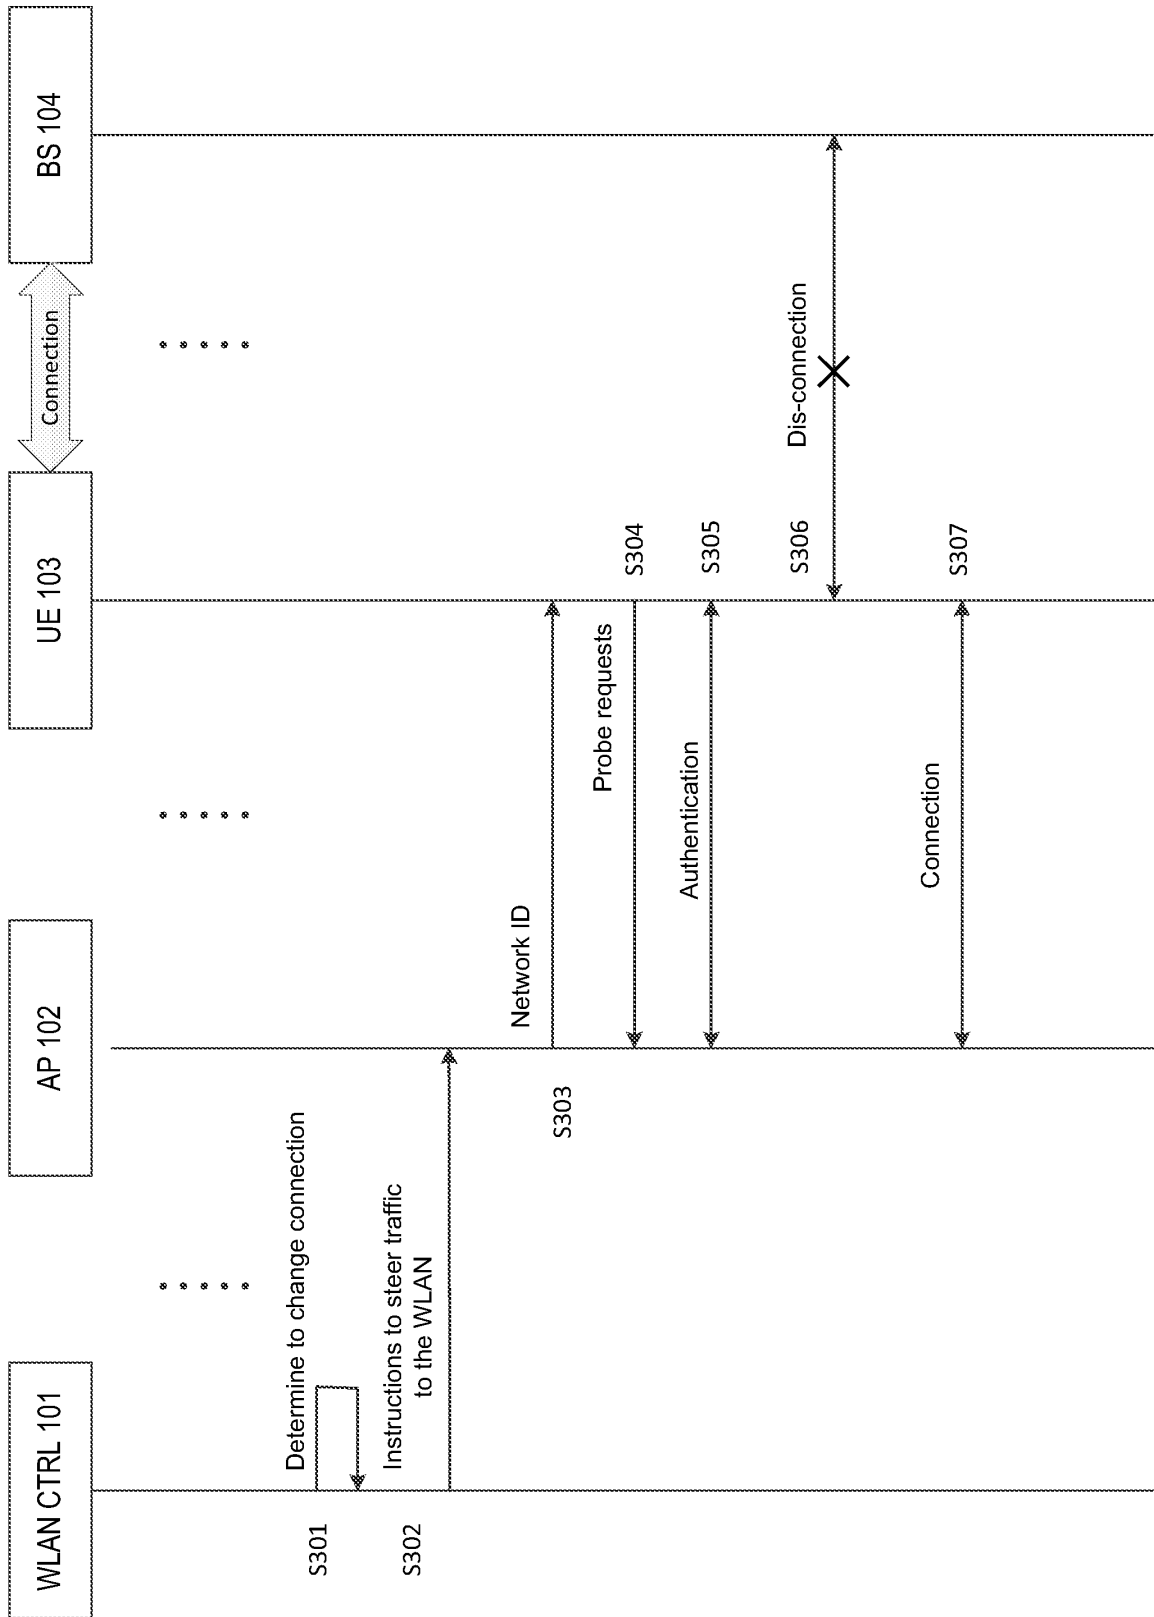 WLAN CTRL 101
AP 102
UE 103
Connection
BS 104
S301
Determine to change connection
S302
Instructions to steer traffic
to the WLAN
S303
Network ID
Probe requests
S304
Authentication
S305
S306
Dis-connection
Connection
S307